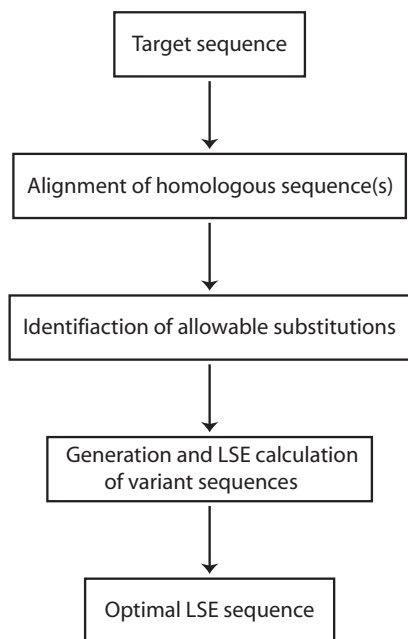 Target sequence
Alignment of homologous sequence(s)
Identifiaction of allowable substitutions
Generation and LSE calculation
of variant sequences
Optimal LSE sequence